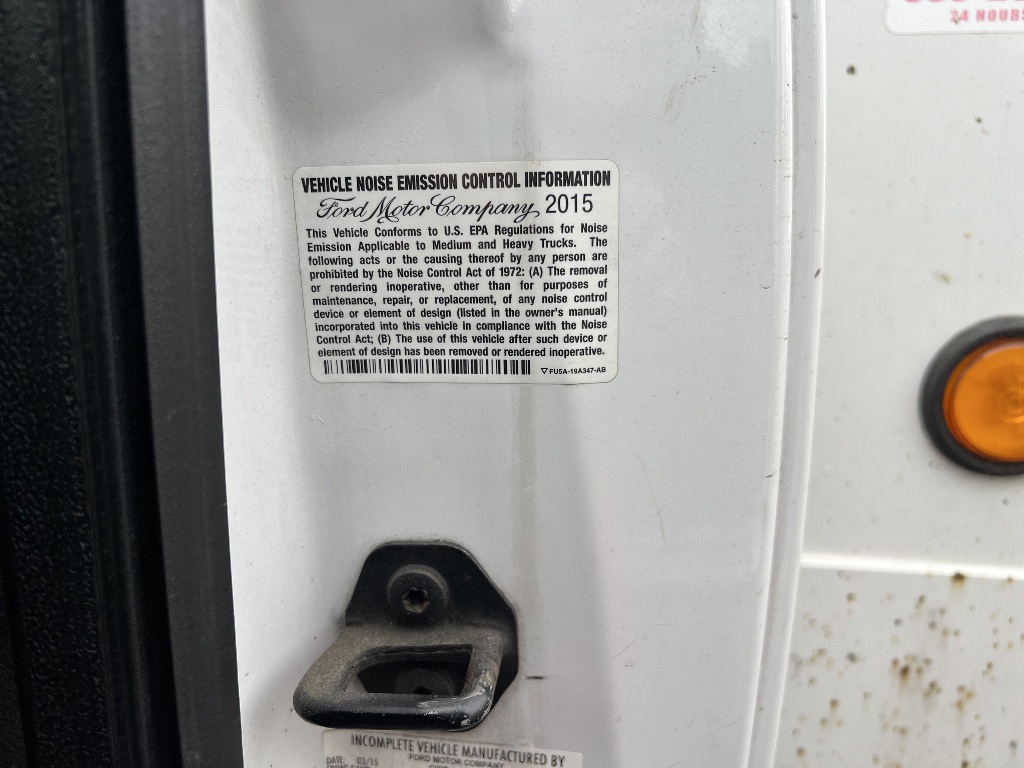 24 HOURS
VEHICLE NOISE EMISSION CONTROL INFORMATION
Ford Motor Company 2015
This Vehicle Conforms to U.S. EPA Regulations for Noise
Emission Applicable to Medium and Heavy Trucks. The
following acts or the causing thereof by any person are
prohibited by the Noise Control Act of 1972: (A) The removal
or rendering inoperative, other than for purposes of
maintenance, repair, or replacement, of any noise control
device or element of design (listed in the owner's manual)
incorporated into this vehicle in compliance with the Noise
Control Act; (B) The use of this vehicle after such device or
element of design has been removed or rendered inoperative.
FU5A-19A347-AB
INCOMPLETE VEHICLE MANUFACTURED BY
DATE: 03/15 FORD MOTOR COMPANY